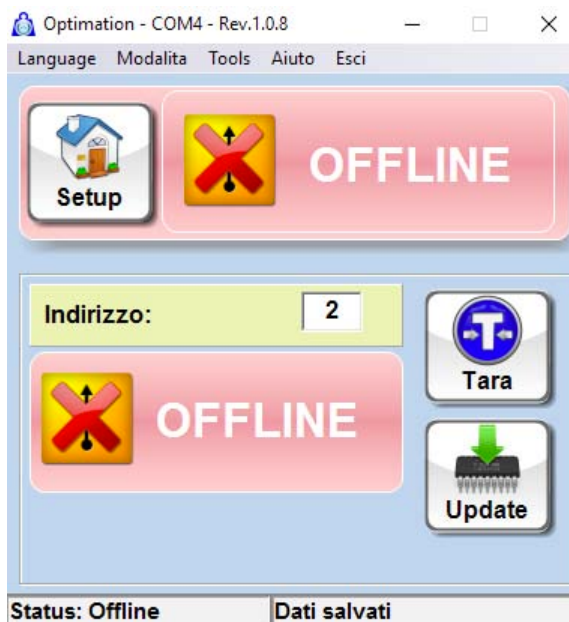 Optimation - COM4 - Rev.1.0.8
Language Modalita Tools Aiuto Esci
Setup
OFFLINE
Indirizzo: 2
Tara
OFFLINE
Update
Status: Offline Dati salvati